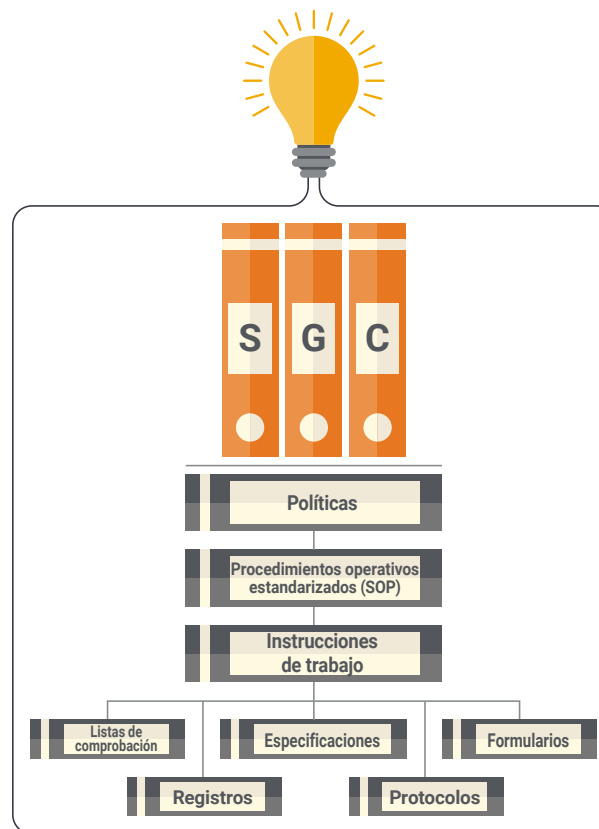 S G C
Políticas
Procedimientos operativos
estandarizados (SOP)
Instrucciones
de trabajo
Listas de
comprobación
Especificaciones
Formularios
Registros
Protocolos